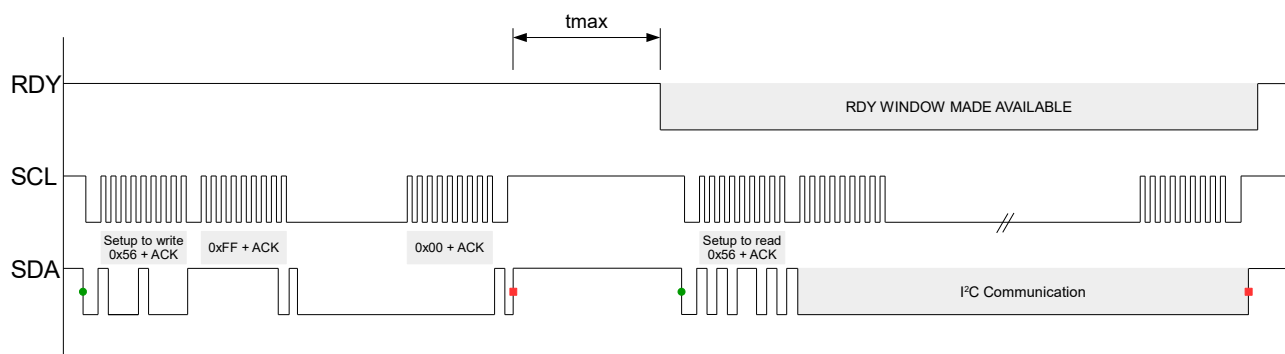 tmax
RDY
RDY WINDOW MADE AVAILABLE
SCL
Setup to write
0x56 + ACK
0xFF + ACK
0x00 + ACK
Setup to read
0x56 + ACK
SDA
I²C Communication